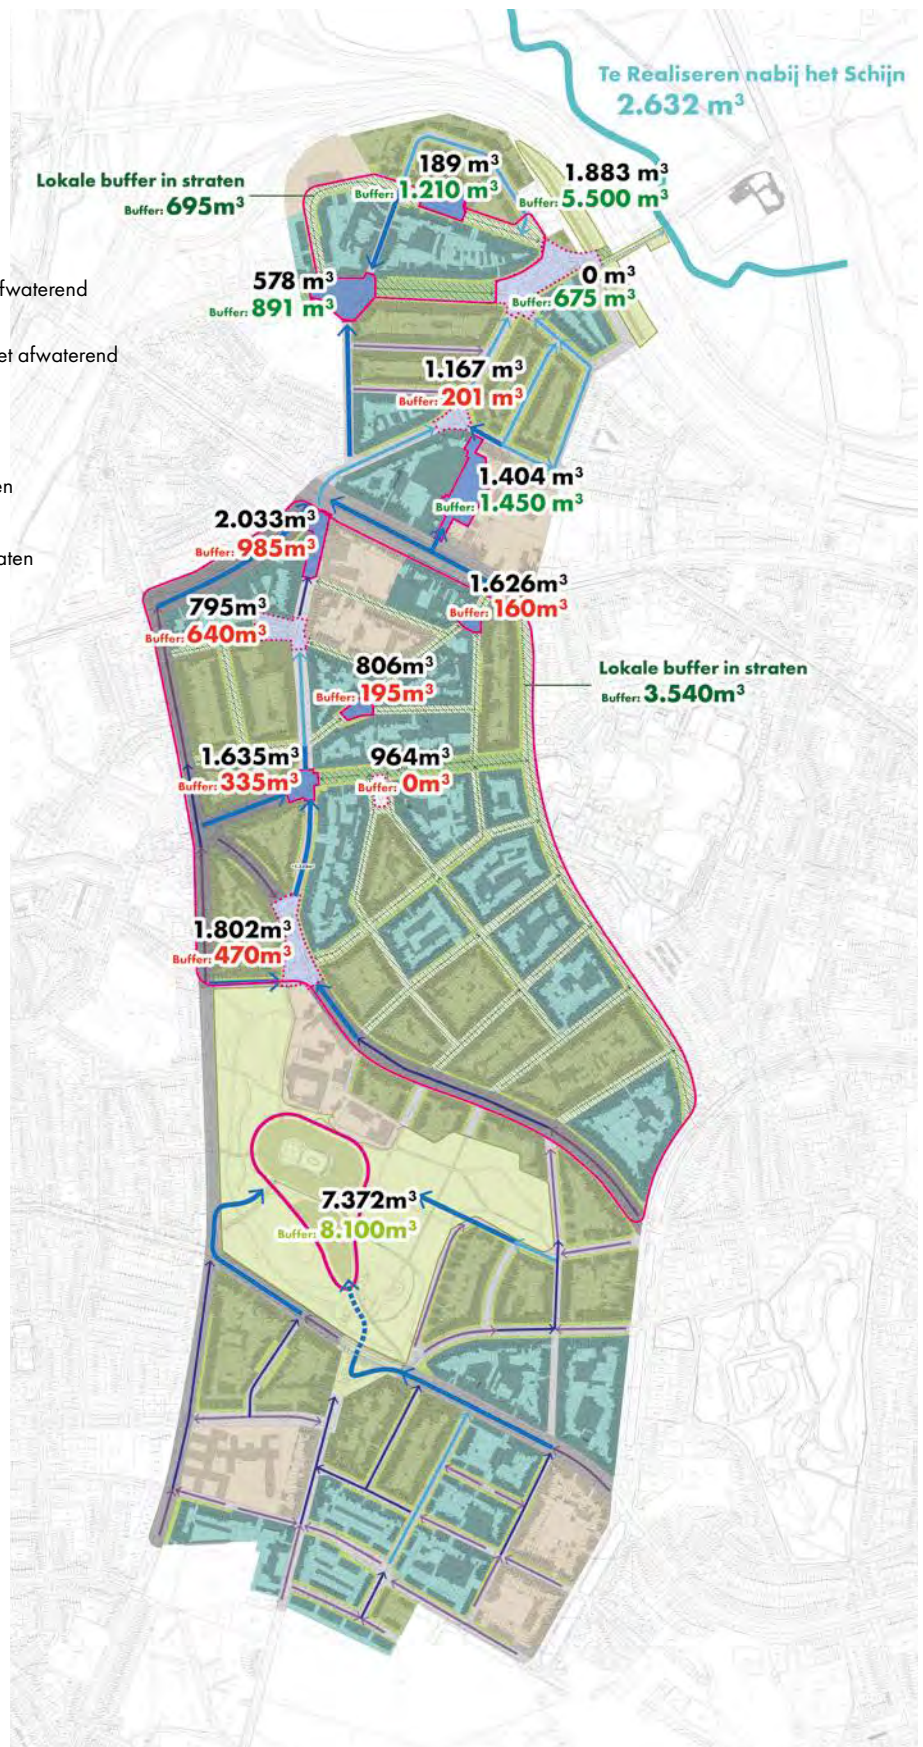 Te Realiseren nabij het Schijn
2.632 m³
189 m³
Buffer: 1.210 m³
1.883 m³
Buffer: 5.500 m³
Lokale buffer in straten
Buffer: 695m³
578 m³
Buffer: 891 m³
0 m³
Buffer: 675 m³
fwaterend
et afwaterend
1.167 m³
Buffer: 201 m³
1.404 m³
Buffer: 1.450 m³
en
2.033m³
Buffer: 985m³
aten
1.626m³
Buffer: 160m³
795m³
Buffer: 640m³
806m³
Buffer: 195m³
Lokale buffer in straten
Buffer: 3.540m³
1.635m³
Buffer: 335m³
964m³
Buffer: 0m³
1.802m³
Buffer: 470m³
7.372m³
Buffer: 8.100m³